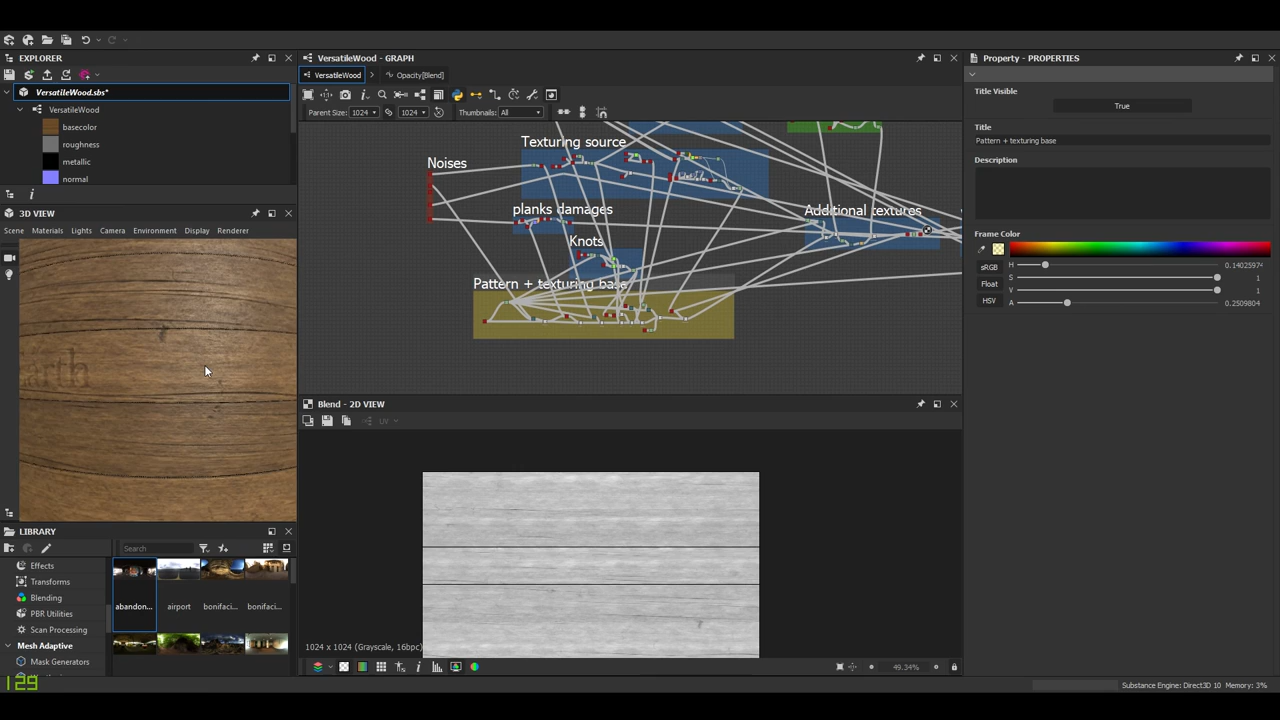 EXPLORER
VersatileWood.sbs*
VersatileWood
basecolor
roughness
metallic
normal
3D VIEW
Scene Materials Lights Camera Environment Display Renderer
arth
LIBRARY
Search
Effects
Transforms
Blending
PBR Utilities
Scan Processing
Mesh Adaptive
Mask Generators
abandon... airport bonifaci... bonifaci...
129
VersatileWood - GRAPH
VersatileWood Opacity[Blend]
Parent Size: 1024 1024 Thumbnails: All
Texturing source
Noises
planks damages
Additional textures
Knots
Pattern + texturing base
Blend - 2D VIEW
UV
1024 x 1024 (Grayscale, 16bpc)
49.34%
Property - PROPERTIES
Title Visible
True
Title
Pattern + texturing base
Description
Frame Color
sRGB
Float
HSV
H 0.14025974
S 1
V 1
A 0.2509804
Substance Engine: Direct3D 10 Memory: 3%